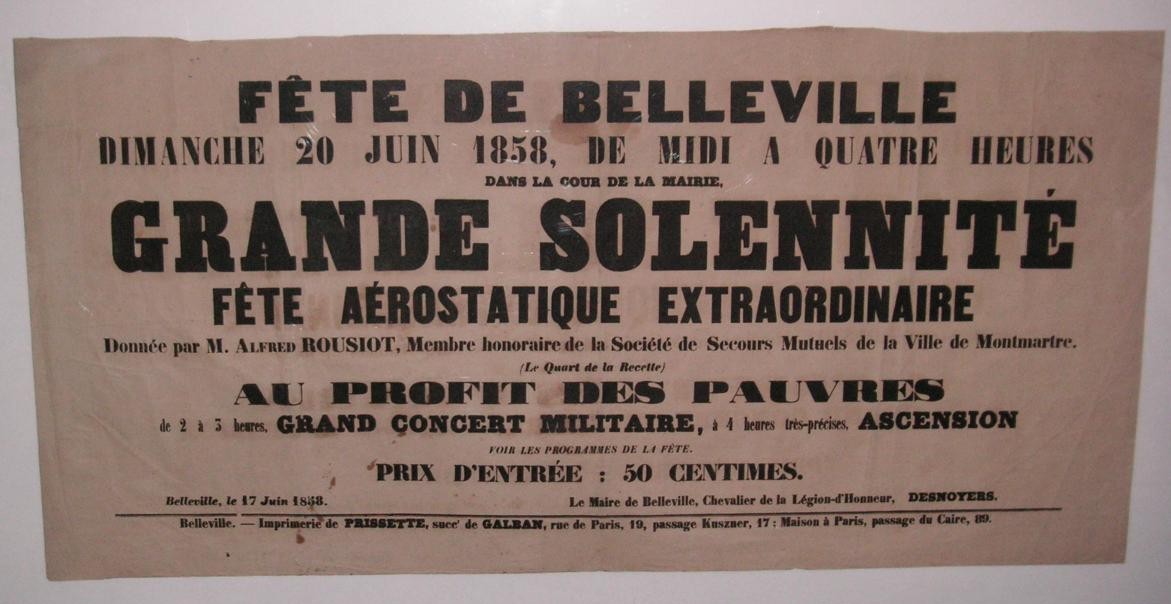 FÊTE DE BELLEVILLE
DIMANCHE 20 JUIN 1858, DE MIDI A QUATRE HEURES
DANS LA COUR DE LA MAIRIE,
GRANDE SOLENNITÉ
FÊTE AÉROSTATIQUE EXTRAORDINAIRE
Donnée par M. ALFRED ROUSIOT, Membre honoraire de la Société de Secours Mutuels de la Ville de Montmartre.
(Le Quart de la Recette)
AU PROFIT DES PAUVRES
de 2 à 3 heures, GRAND CONCERT MILITAIRE, à 4 heures très-précises, ASCENSION
VOIR LES PROGRAMMES DE LA FÊTE.
PRIX D'ENTRÉE : 50 CENTIMES.
Belleville, le 17 Juin 1858. Le Maire de Belleville, Chevalier de la Légion-d'Honneur, DESNOYERS.
Belleville. — Imprimerie de PRISSETTE, succ<sup>r</sup> de GALBAN, rue de Paris, 19, passage Kuszner, 17 : Maison à Paris, passage du Caire, 89.